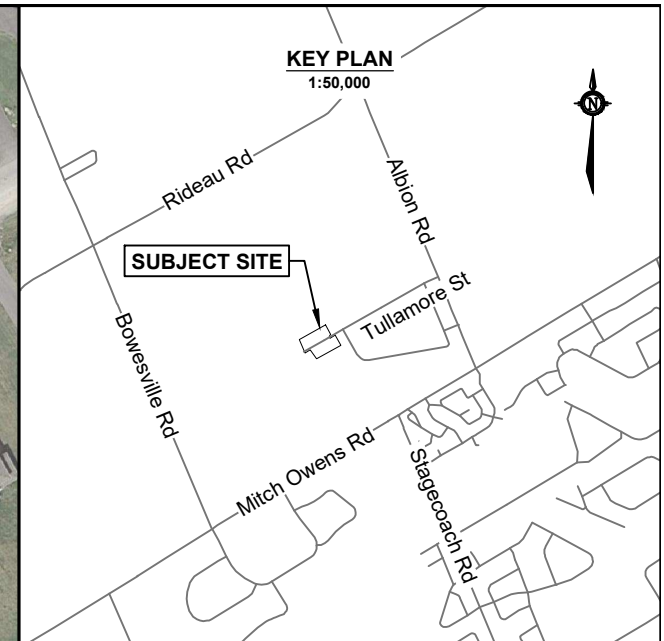 KEY PLAN
1:50,000
N
Rideau Rd
Albion Rd
SUBJECT SITE
Tullamore St
Bowesville Rd
Mitch Owens Rd
Stagecoach Rd